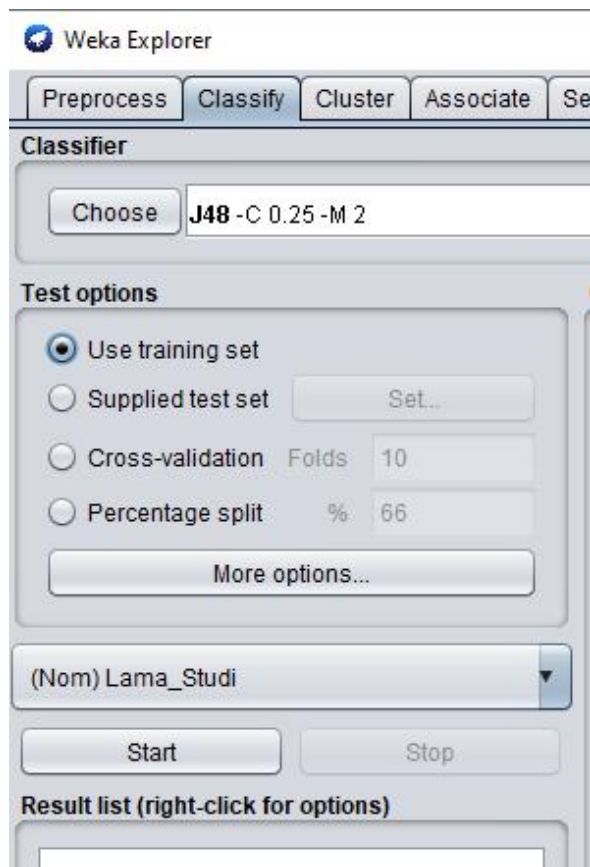 Weka Explorer
Preprocess Classify Cluster Associate Se
Classifier
Choose J48 -C 0.25 -M 2
Test options
Use training set
Supplied test set Set...
Cross-validation Folds 10
Percentage split % 66
More options...
(Nom) Lama_Studi
Start Stop
Result list (right-click for options)